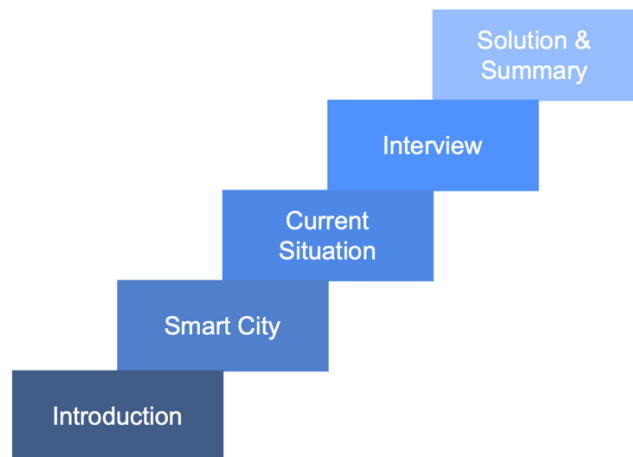 Solution &
Summary
Interview
Current
Situation
Smart City
Introduction